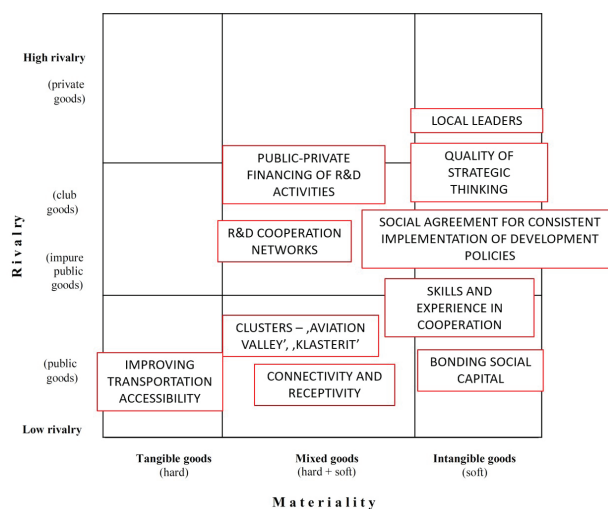 High rivalry
(private
goods)
LOCAL LEADERS
PUBLIC-PRIVATE
FINANCING OF R&D
ACTIVITIES
QUALITY OF
STRATEGIC
THINKING
(club
goods)
R&D COOPERATION
NETWORKS
SOCIAL AGREEMENT FOR CONSISTENT
IMPLEMENTATION OF DEVELOPMENT
POLICIES
Rivalry
(impure
public
goods)
SKILLS AND
EXPERIENCE IN
COOPERATION
CLUSTERS – ‚AVIATION
VALLEY’, ‚KLASTERIT’
(public
goods)
IMPROVING
TRANSPORTATION
ACCESSIBILITY
CONNECTIVITY AND
RECEPTIVITY
BONDING SOCIAL
CAPITAL
Low rivalry
Tangible goods
(hard)
Mixed goods
(hard + soft)
Intangible goods
(soft)
Materiality